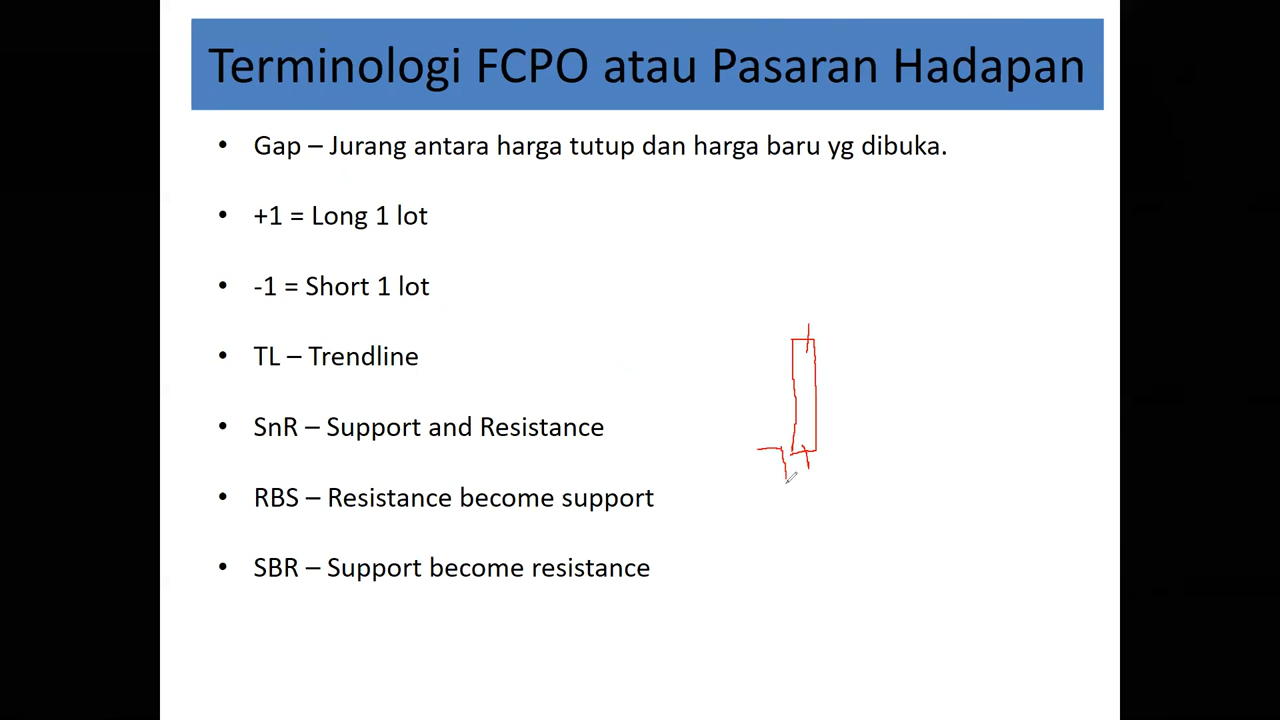 Terminologi FCPO atau Pasaran Hadapan
• Gap – Jurang antara harga tutup dan harga baru yg dibuka.
• +1 = Long 1 lot
• -1 = Short 1 lot
• TL – Trendline
• SnR – Support and Resistance
• RBS – Resistance become support
• SBR – Support become resistance